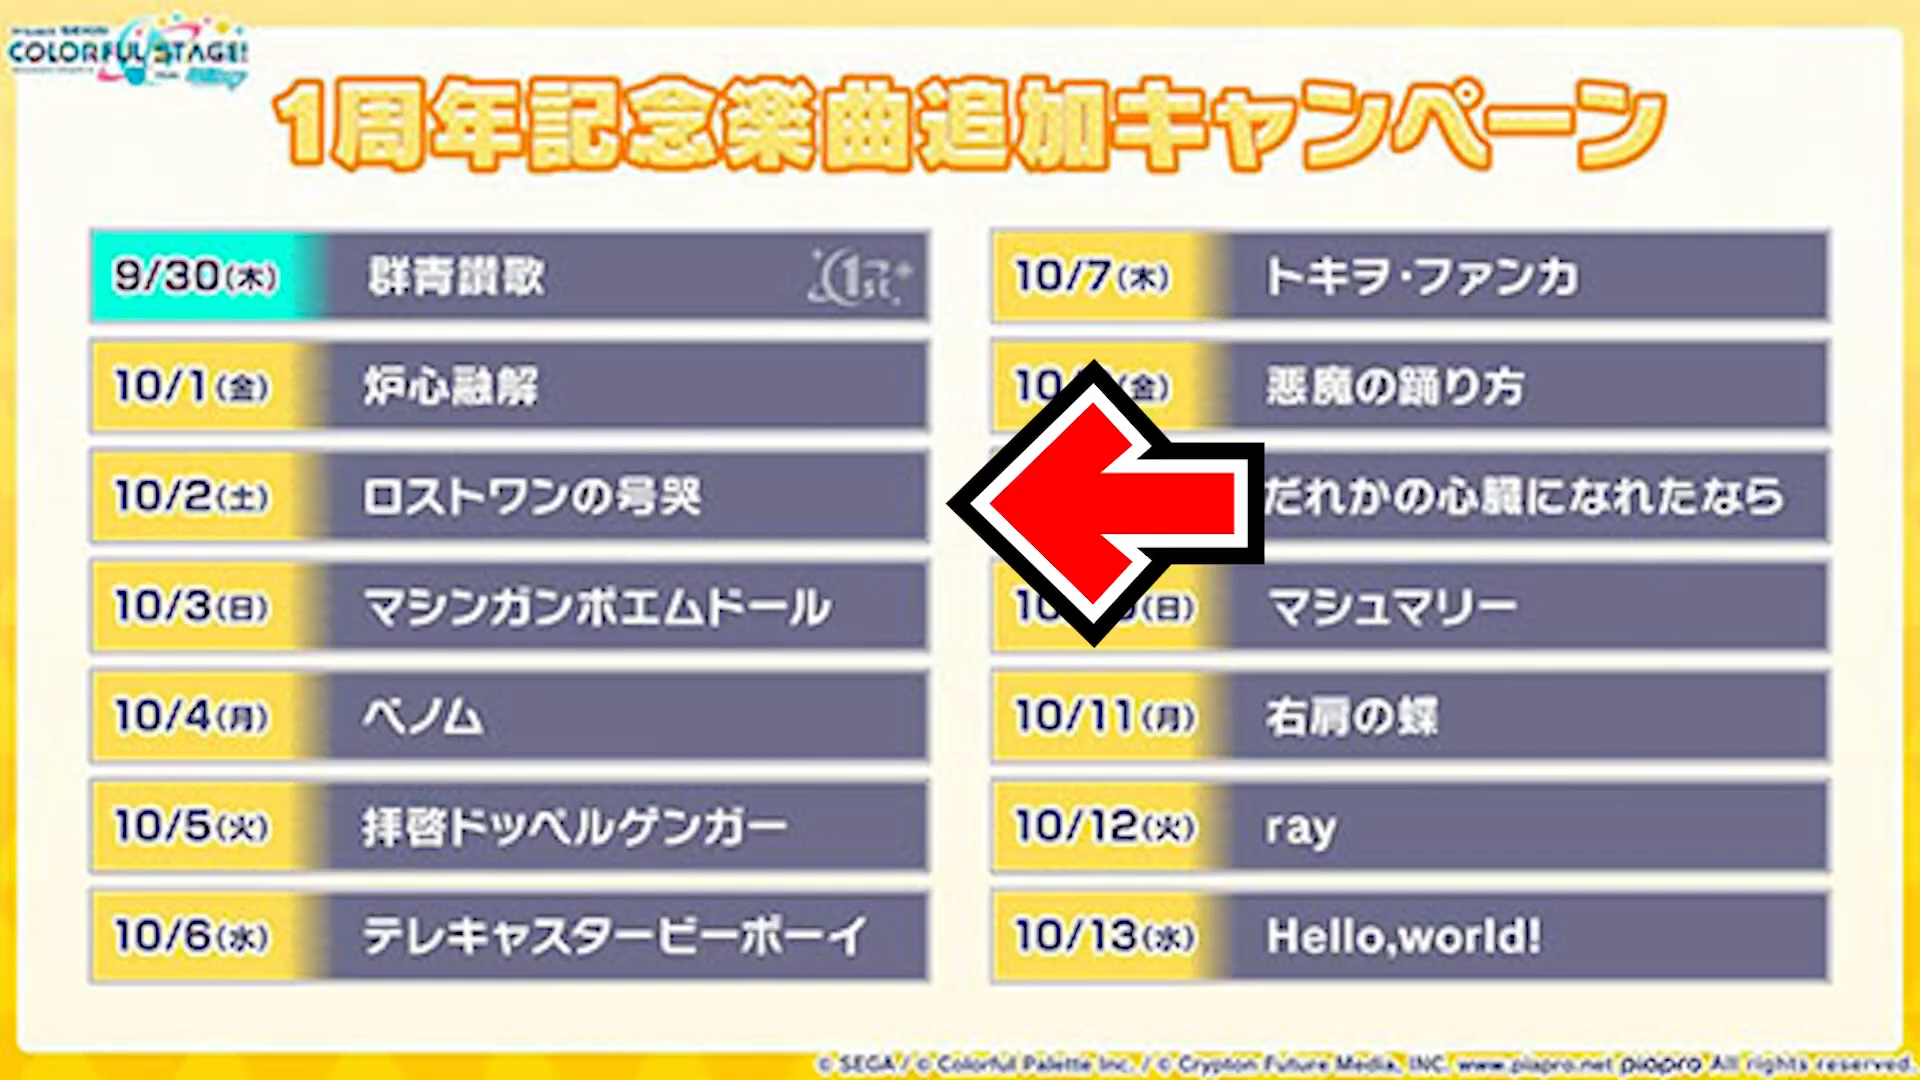 COLORFUL STAGE!
1周年記念楽曲追加キャンペーン
9/30(木) 群青讃歌 1st
10/1(金) 炉心融解
10/2(土) ロストワンの号哭
10/3(日) マシンガンポエムドール
10/4(月) ベノム
10/5(火) 拝啓ドッペルゲンガー
10/6(水) テレキャスタービーボーイ
10/7(木) トキヲ・ファンカ
10/ (金) 悪魔の踊り方
だれかの心臓になれたなら
(日) マシュマリー
10/11(月) 右肩の蝶
10/12(火) ray
10/13(水) Hello,world!
© SEGA / © Colorful Palette Inc. / © Crypton Future Media, INC. www.piapro.net piapro All rights reserved.